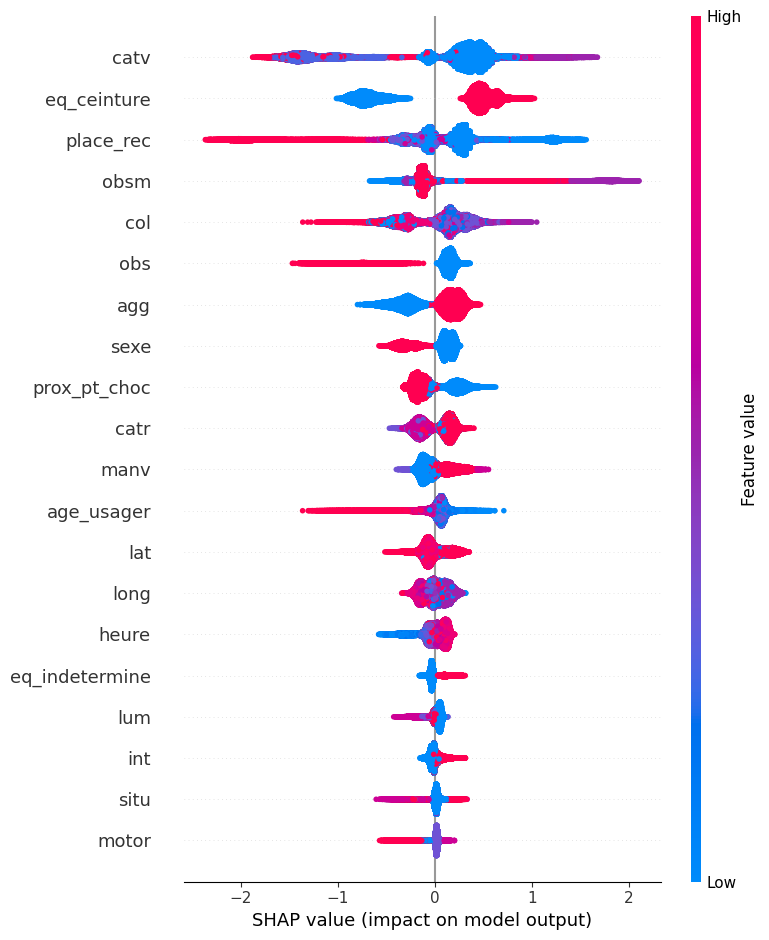 High
catv
eq_ceinture
place_rec
obsm
col
obs
agg
sexe
prox_pt_choc
catr
manv
age_usager
lat
long
heure
eq_indetermine
lum
int
situ
motor
Feature value
Low
−2 −1 0 1 2
SHAP value (impact on model output)